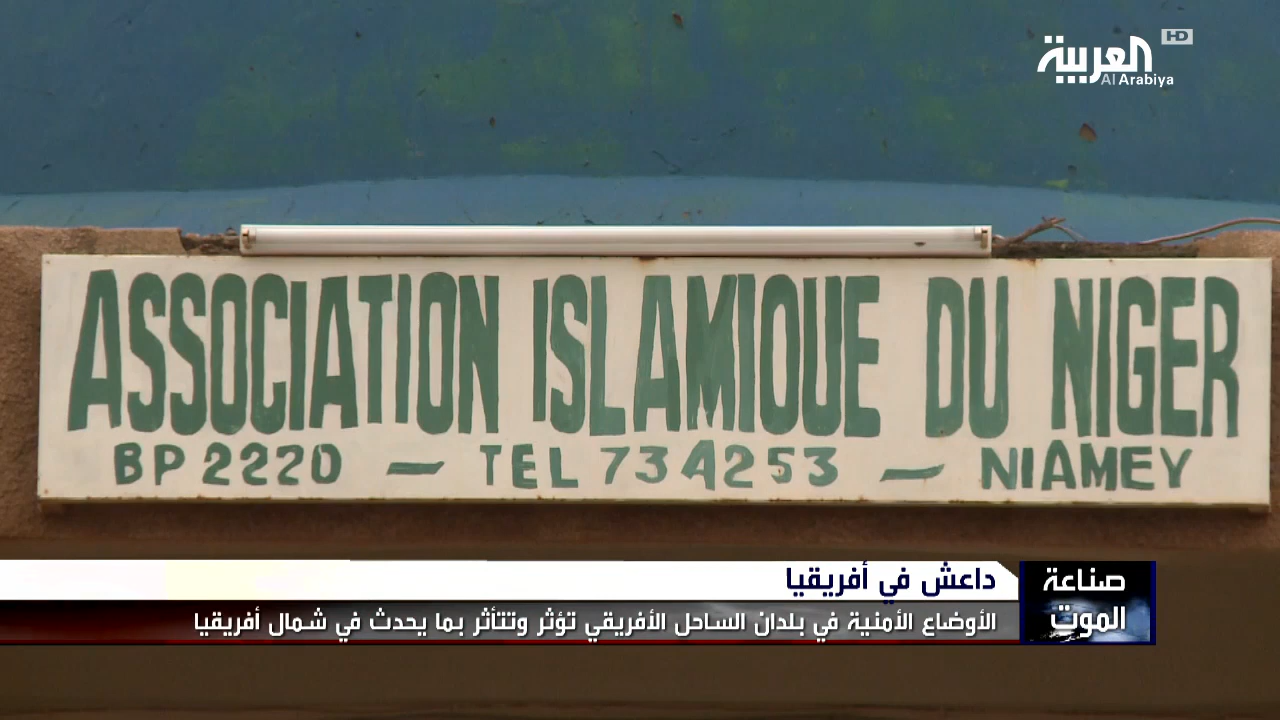 HD
العربية
Al Arabiya
ASSOCIATION ISLAMIQUE DU NIGER
BP 2220 — TEL 734253 — NIAMEY
صناعة الموت
داعش في أفريقيا
الأوضاع الأمنية في بلدان الساحل الأفريقي تؤثر وتتأثر بما يحدث في شمال أفريقيا